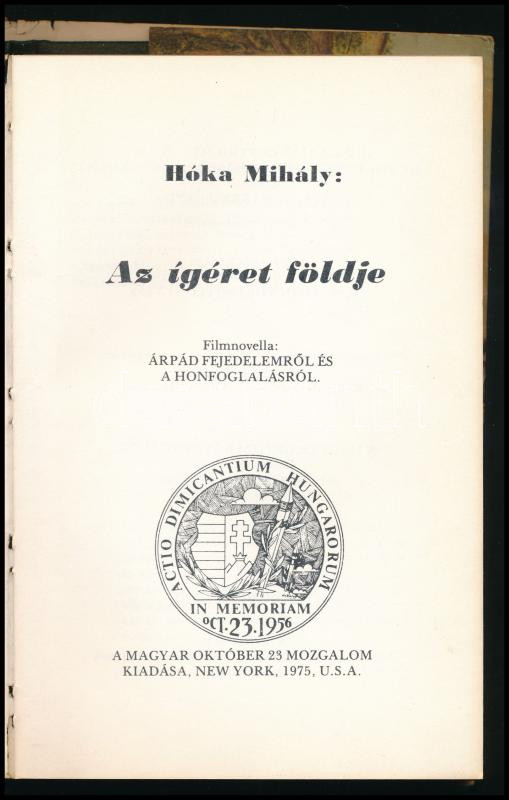 Hóka Mihály:
Az ígéret földje
Filmnovella:
ÁRPÁD FEJEDELEMRŐL ÉS
A HONFOGLALÁSRÓL.
ACTIO DIMICANTIUM HUNGARORUM
IN MEMORIAM
OCT. 23. 1956
A MAGYAR OKTÓBER 23 MOZGALOM
KIADÁSA, NEW YORK, 1975, U.S.A.